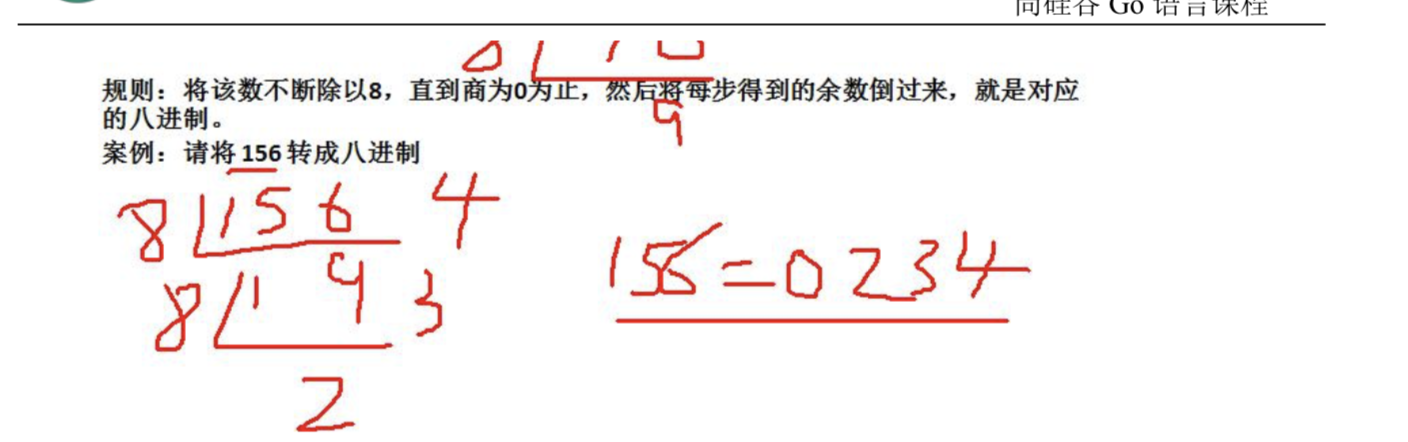 尚硅谷 Go 语言课程
规则：将该数不断除以8，直到商为0为止，然后将每步得到的余数倒过来，就是对应
的八进制。
9
案例：请将 156 转成八进制
8 156 4
8 19 3
2
156=0234